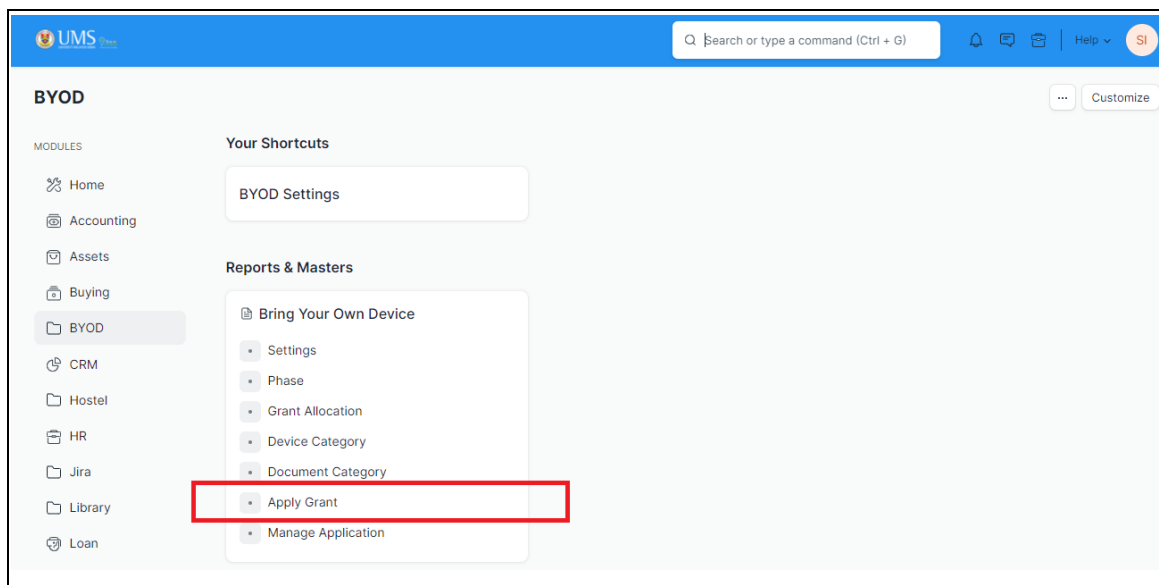 UMS
Search or type a command (Ctrl + G)
Help
SI
BYOD
...
Customize
MODULES
Home
Accounting
Assets
Buying
BYOD
CRM
Hostel
HR
Jira
Library
Loan
Your Shortcuts
BYOD Settings
Reports & Masters
Bring Your Own Device
Settings
Phase
Grant Allocation
Device Category
Document Category
Apply Grant
Manage Application